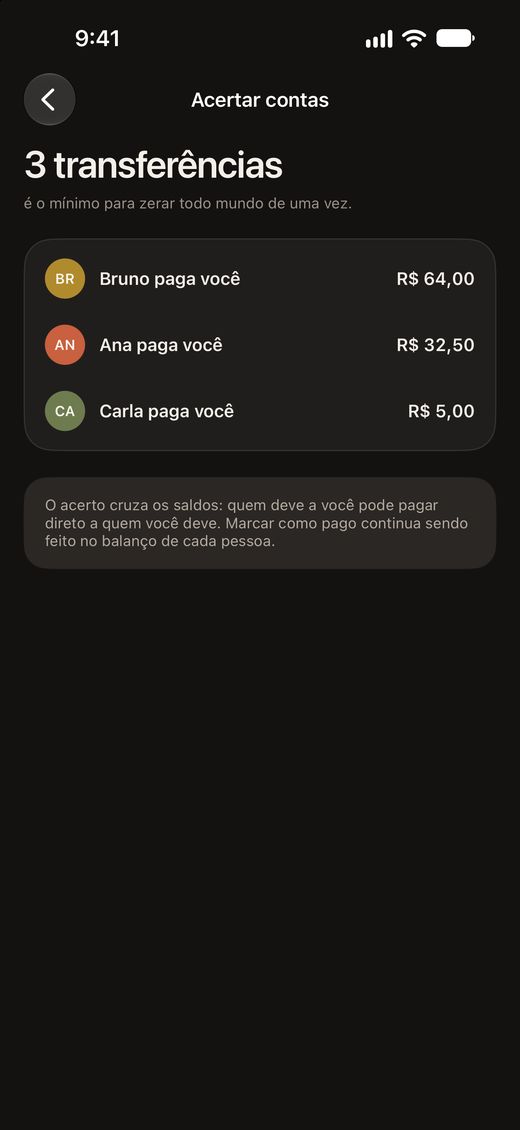 9:41
Acertar contas
3 transferências
é o mínimo para zerar todo mundo de uma vez.
BR Bruno paga você R$ 64,00
AN Ana paga você R$ 32,50
CA Carla paga você R$ 5,00
O acerto cruza os saldos: quem deve a você pode pagar
direto a quem você deve. Marcar como pago continua sendo
feito no balanço de cada pessoa.